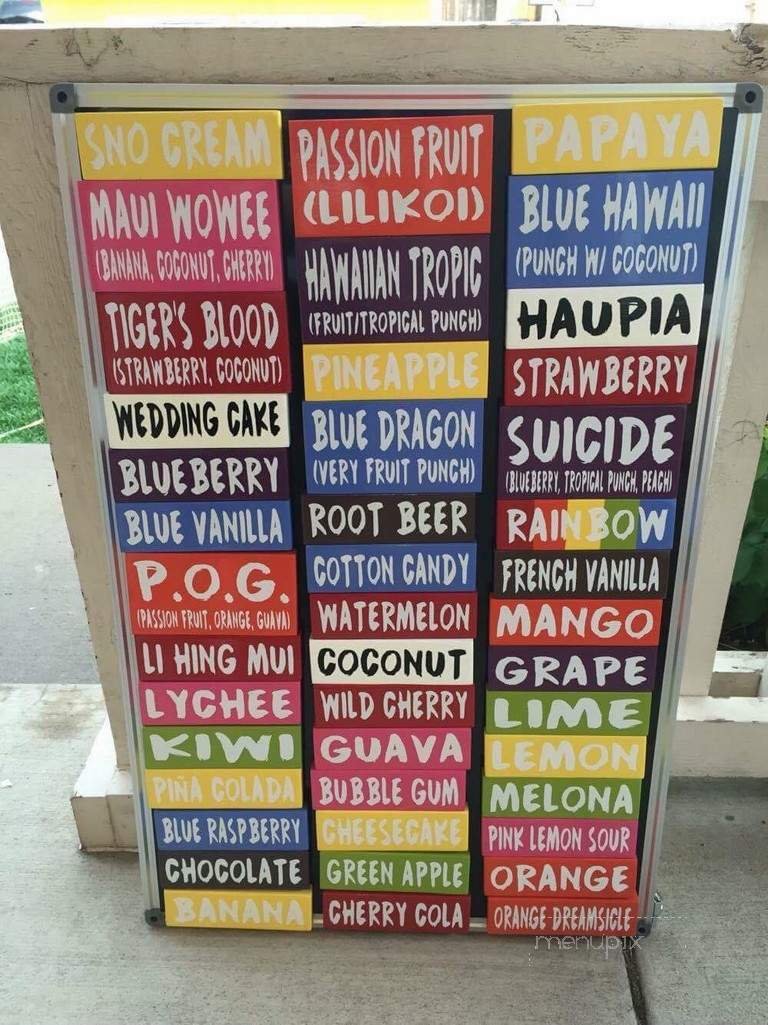 SNO CREAM
MAUI WOWEE
(BANANA, COCONUT, CHERRY)
TIGER'S BLOOD
(STRAWBERRY, COCONUT)
WEDDING CAKE
BLUEBERRY
BLUE VANILLA
P.O.G.
(PASSION FRUIT, ORANGE, GUAVA)
LI HING MUI
LYCHEE
KIWI
PIÑA COLADA
BLUE RASPBERRY
CHOCOLATE
BANANA
PASSION FRUIT
(LILIKOI)
HAWAIIAN TROPIC
(FRUIT/TROPICAL PUNCH)
PINEAPPLE
BLUE DRAGON
(VERY FRUIT PUNCH)
ROOT BEER
COTTON CANDY
WATERMELON
COCONUT
WILD CHERRY
GUAVA
BUBBLE GUM
CHEESECAKE
GREEN APPLE
CHERRY COLA
PAPAYA
BLUE HAWAII
(PUNCH W/ COCONUT)
HAUPIA
STRAWBERRY
SUICIDE
(BLUEBERRY, TROPICAL PUNCH, PEACH)
RAINBOW
FRENCH VANILLA
MANGO
GRAPE
LIME
LEMON
MELONA
PINK LEMON SOUR
ORANGE
ORANGE DREAMSICLE
menupix